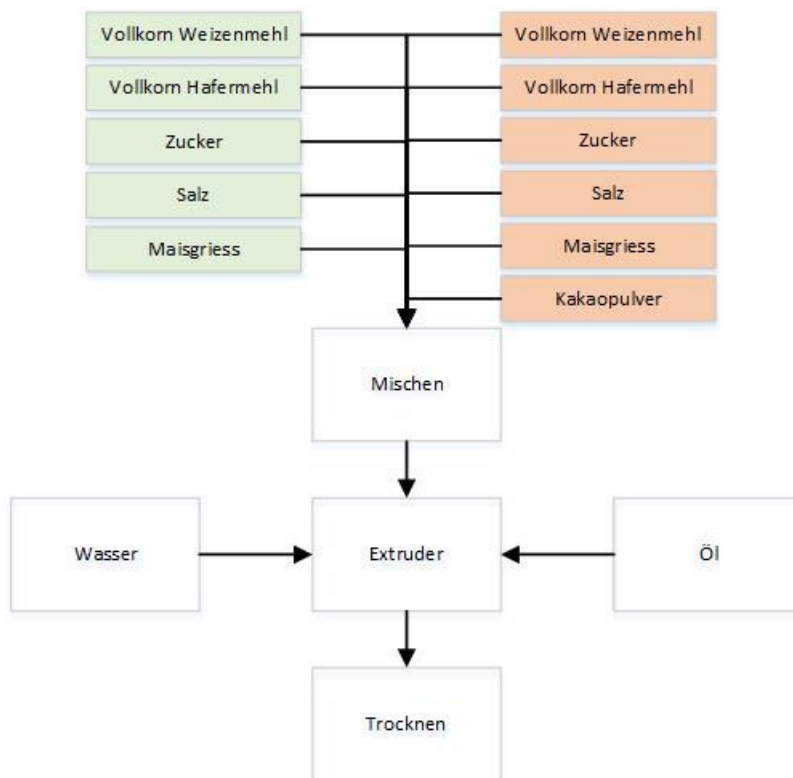 Vollkorn Weizenmehl
Vollkorn Weizenmehl
Vollkorn Hafermehl
Vollkorn Hafermehl
Zucker
Zucker
Salz
Salz
Maisgriess
Maisgriess
Kakaopulver
Mischen
Wasser
Extruder
Öl
Trocknen